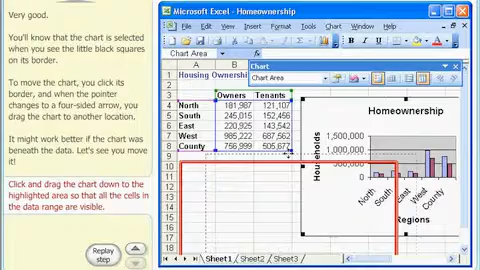 Very good.
You'll know that the chart is selected
when you see the little black squares
on its border.
To move the chart, you click its
border, and when the pointer
changes to a four-sided arrow, you
drag the chart to another location.
It might work better if the chart was
beneath the data. Let's see you move
it!
Click and drag the chart down to the
highlighted area so that all the cells in
the data range are visible.
Replay
step
Microsoft Excel - Homeownership
File Edit View Insert Format Tools Chart Window Help
Chart Area
A B
1 Housing Ownership
2
3 Owners Tenants
4 North 181,987 121,107
5 South 245,015 152,456
6 East 220,925 143,542
7 West 985,222 687,562
8 County 756,999 505,677
9
10
11
12
13
14
15
16
17
18
Chart
Chart Area
Homeownership
Households
1,500,000
1,000,000
500,000
North
South
East
West
County
Regions
Sheet1 Sheet2 Sheet3